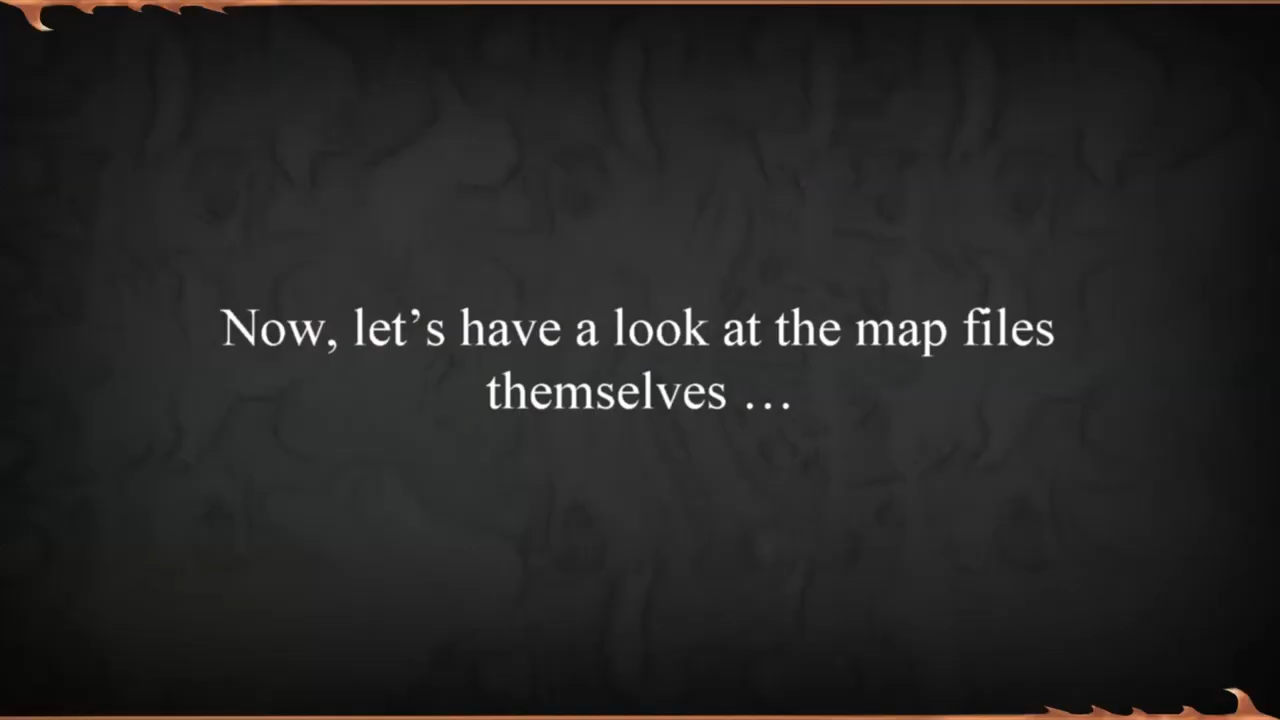 Now, let’s have a look at the map files
themselves …